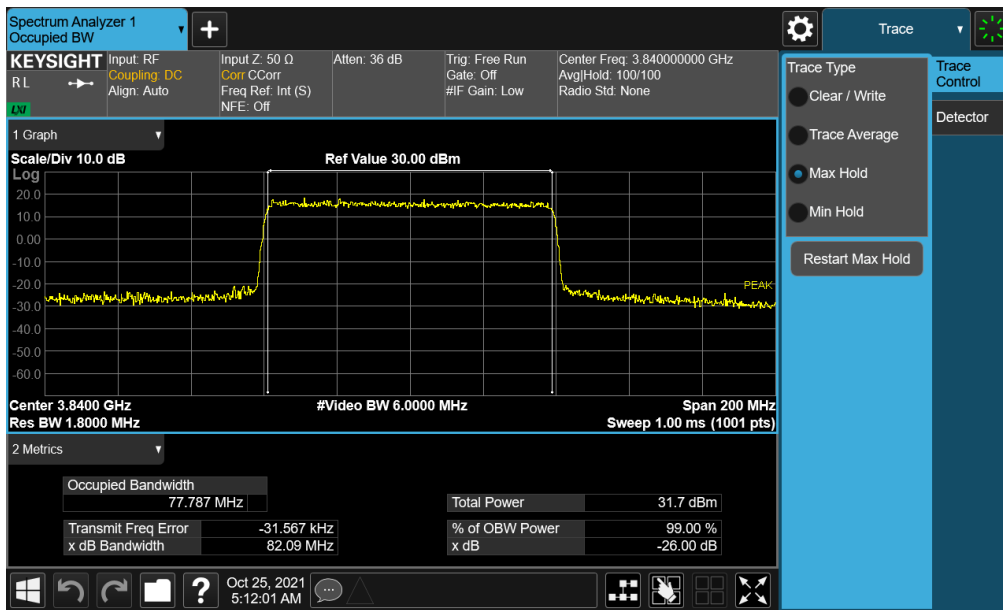 Spectrum Analyzer 1
Occupied BW
Trace
KEYSIGHT
R L
LXI
Input: RF
Coupling: DC
Align: Auto
Input Z: 50 Ω
Corr CCorr
Freq Ref: Int (S)
NFE: Off
Atten: 36 dB
Trig: Free Run
Gate: Off
#IF Gain: Low
Center Freq: 3.840000000 GHz
Avg|Hold: 100/100
Radio Std: None
Trace Type
Clear / Write
Trace Average
Max Hold
Min Hold
Restart Max Hold
Trace
Control
Detector
1 Graph
Scale/Div 10.0 dB
Ref Value 30.00 dBm
Log
20.0
10.0
0.00
-10.0
-20.0
-30.0
-40.0
-50.0
-60.0
PEAK
Center 3.8400 GHz
#Video BW 6.0000 MHz
Span 200 MHz
Res BW 1.8000 MHz
Sweep 1.00 ms (1001 pts)
2 Metrics
Occupied Bandwidth
77.787 MHz
Total Power 31.7 dBm
Transmit Freq Error -31.567 kHz
% of OBW Power 99.00 %
x dB Bandwidth 82.09 MHz
x dB -26.00 dB
?
Oct 25, 2021
5:12:01 AM